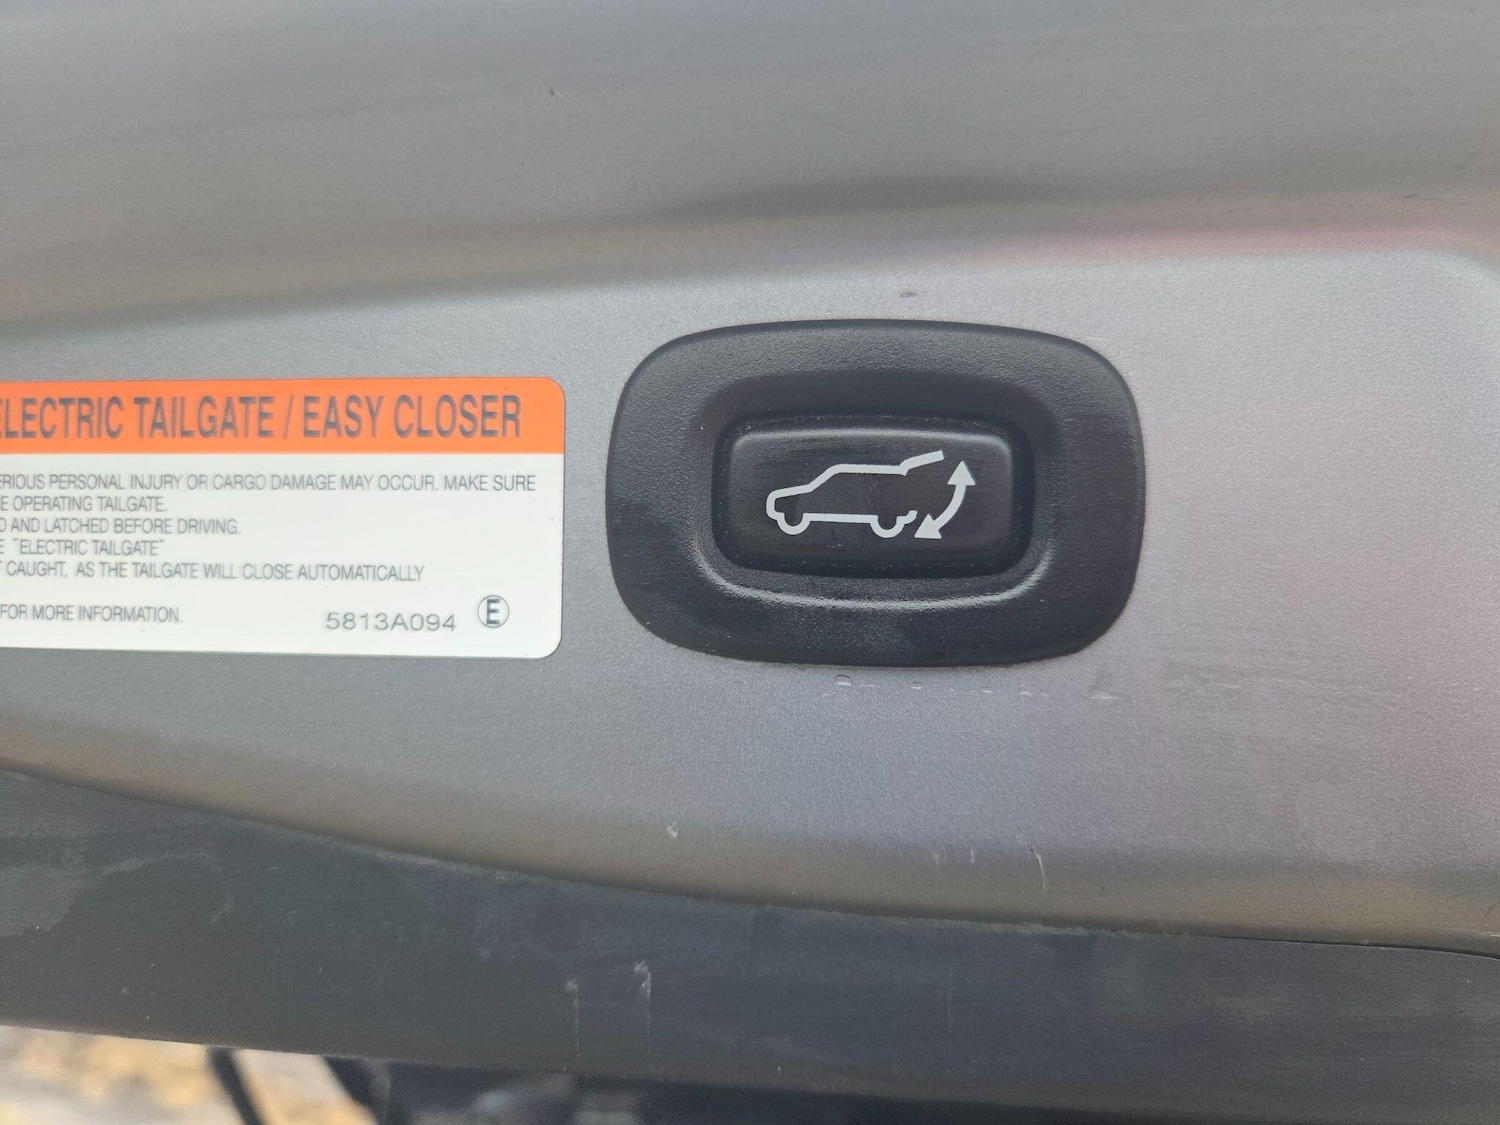 ELECTRIC TAILGATE / EASY CLOSER
ERIOUS PERSONAL INJURY OR CARGO DAMAGE MAY OCCUR. MAKE SURE
E OPERATING TAILGATE.
D AND LATCHED BEFORE DRIVING.
E "ELECTRIC TAILGATE"
T CAUGHT, AS THE TAILGATE WILL CLOSE AUTOMATICALLY
FOR MORE INFORMATION.
5813A094 E